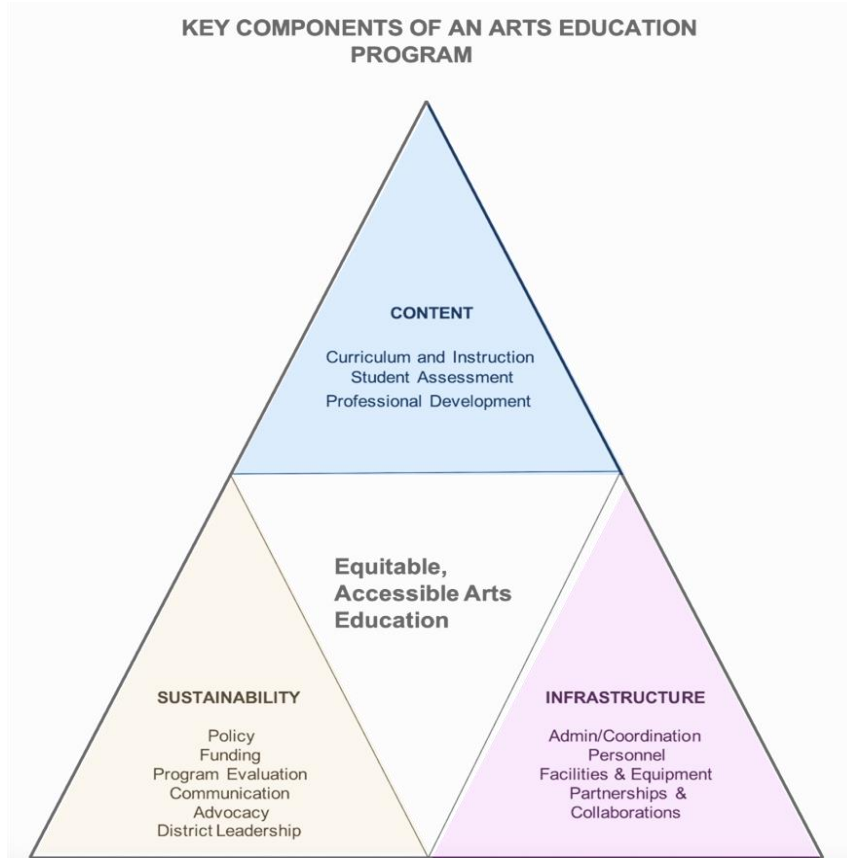 KEY COMPONENTS OF AN ARTS EDUCATION
PROGRAM
CONTENT
Curriculum and Instruction
Student Assessment
Professional Development
Equitable,
Accessible Arts
Education
SUSTAINABILITY
Policy
Funding
Program Evaluation
Communication
Advocacy
District Leadership
INFRASTRUCTURE
Admin/Coordination
Personnel
Facilities & Equipment
Partnerships &
Collaborations